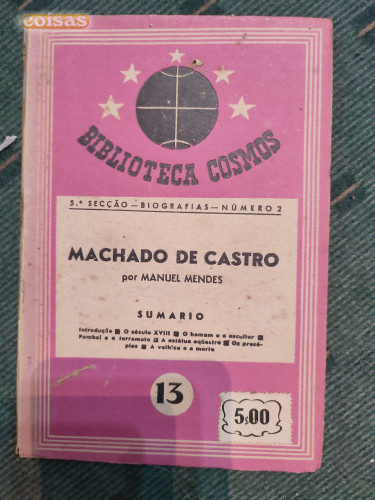 coisas
BIBLIOTECA COSMOS
5.ª SECÇÃO — BIOGRAFIAS — NÚMERO 2
MACHADO DE CASTRO
por MANUEL MENDES
SUMARIO
Introdução ■ O século XVIII ■ O homem e o escultor ■
Pombal e o terramoto ■ A estátua eqüestre ■ Os presé-
pios ■ A velhice e a morte
13
5$00